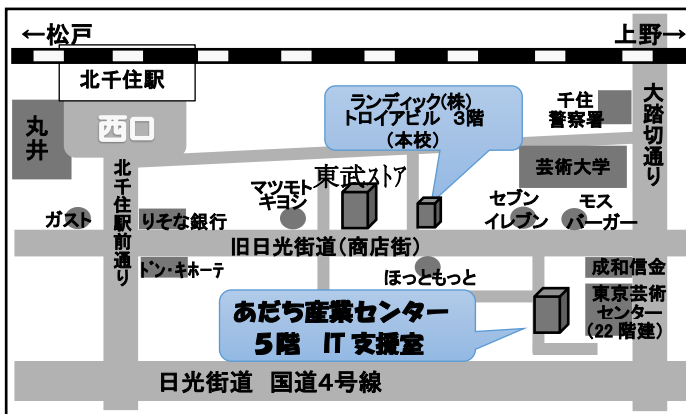 ←松戸
上野→
北千住駅
丸井
西口
ランディック(株)
トロイアビル 3階
(本校)
千住
警察署
大踏切通り
芸術大学
北千住駅前通り
東武ストア
マツモト
キヨシ
ガスト
りそな銀行
セブン
イレブン
モス
バーガー
旧日光街道(商店街)
ドン・キホーテ
ほっともっと
成和信金
東京芸術
センター
(22階建)
あだち産業センター
5階 IT支援室
日光街道 国道4号線